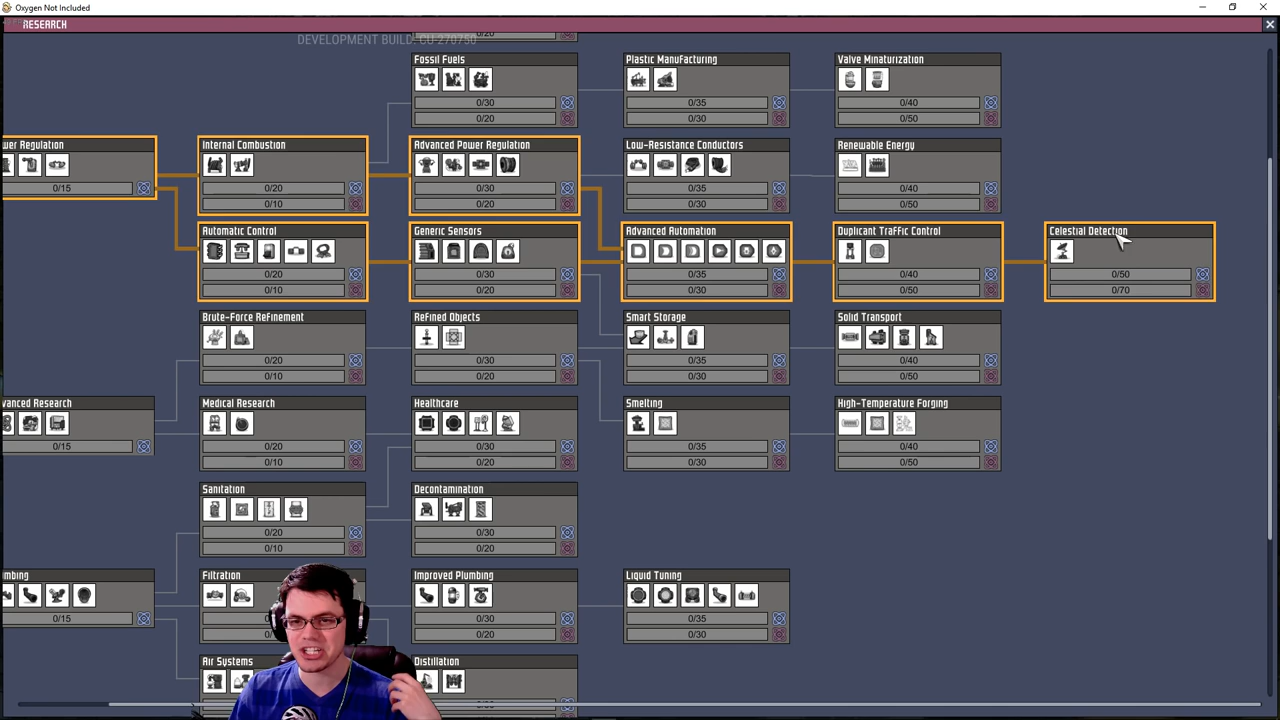 Oxygen Not Included
RESEARCH
DEVELOPMENT BUILD: CU-270750
Fossil Fuels
0/30
0/20
Plastic Manufacturing
0/35
0/30
Valve Minaturization
0/40
0/50
wer Regulation
0/15
Internal Combustion
0/20
0/10
Advanced Power Regulation
0/30
0/20
Low-Resistance Conductors
0/35
0/30
Renewable Energy
0/40
0/50
Automatic Control
0/20
0/10
Generic Sensors
0/30
0/20
Advanced Automation
0/35
0/30
Duplicant Traffic Control
0/40
0/50
Celestial Detection
0/50
0/70
Brute-Force Refinement
0/20
0/10
Refined Objects
0/30
0/20
Smart Storage
0/35
0/30
Solid Transport
0/40
0/50
vanced Research
0/15
Medical Research
0/20
0/10
Healthcare
0/30
0/20
Smelting
0/35
0/30
High-Temperature Forging
0/40
0/50
Sanitation
0/20
0/10
Decontamination
0/30
0/20
mbing
0/15
Filtration
Improved Plumbing
0/30
0/20
Liquid Tuning
0/35
0/30
Air Systems
Distillation